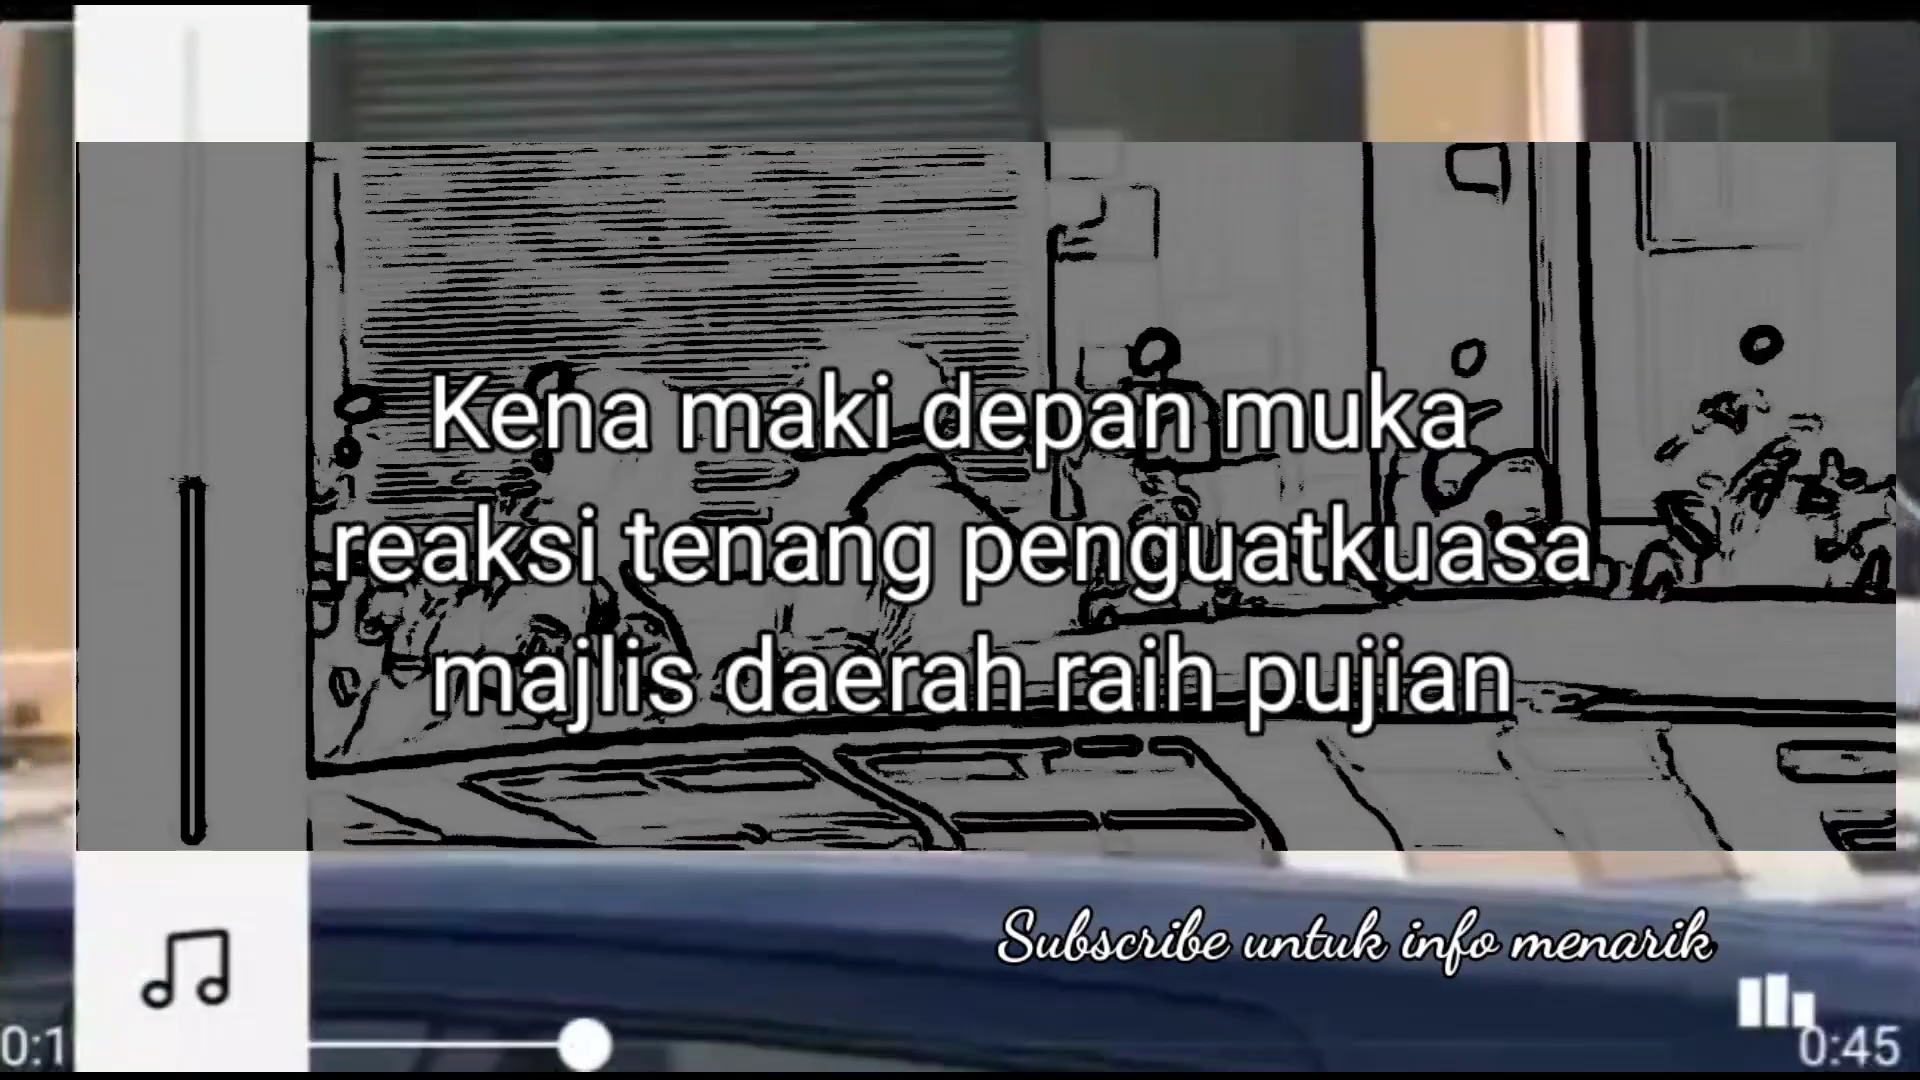 Kena maki depan muka
reaksi tenang penguatkuasa
majlis daerah raih pujian
Subscribe untuk info menarik
0:1
0:45